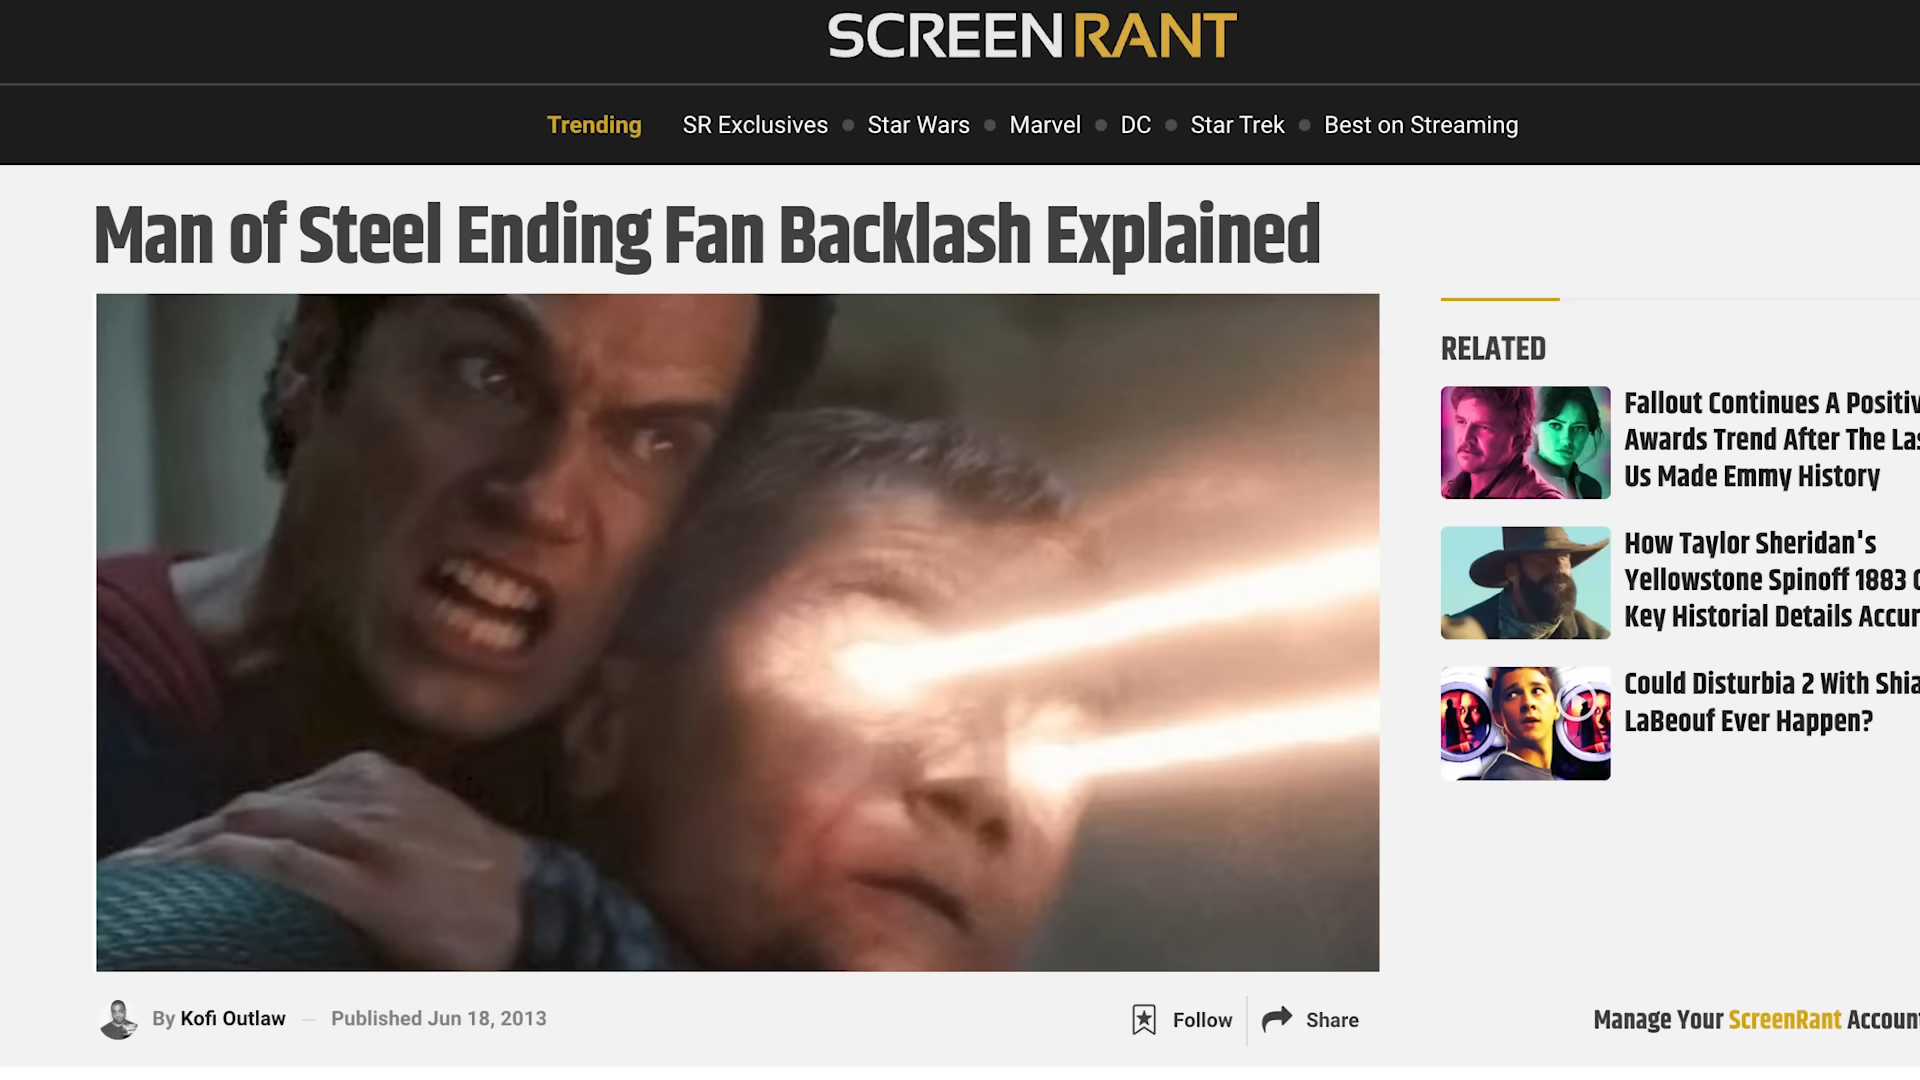 SCREENRANT
Trending SR Exclusives • Star Wars • Marvel • DC • Star Trek • Best on Streaming
Man of Steel Ending Fan Backlash Explained
RELATED
Fallout Continues A Positiv
Awards Trend After The Las
Us Made Emmy History
How Taylor Sheridan's
Yellowstone Spinoff 1883
Key Historial Details Accur
Could Disturbia 2 With Shia
LaBeouf Ever Happen?
By Kofi Outlaw — Published Jun 18, 2013
Follow
Share
Manage Your ScreenRant Account